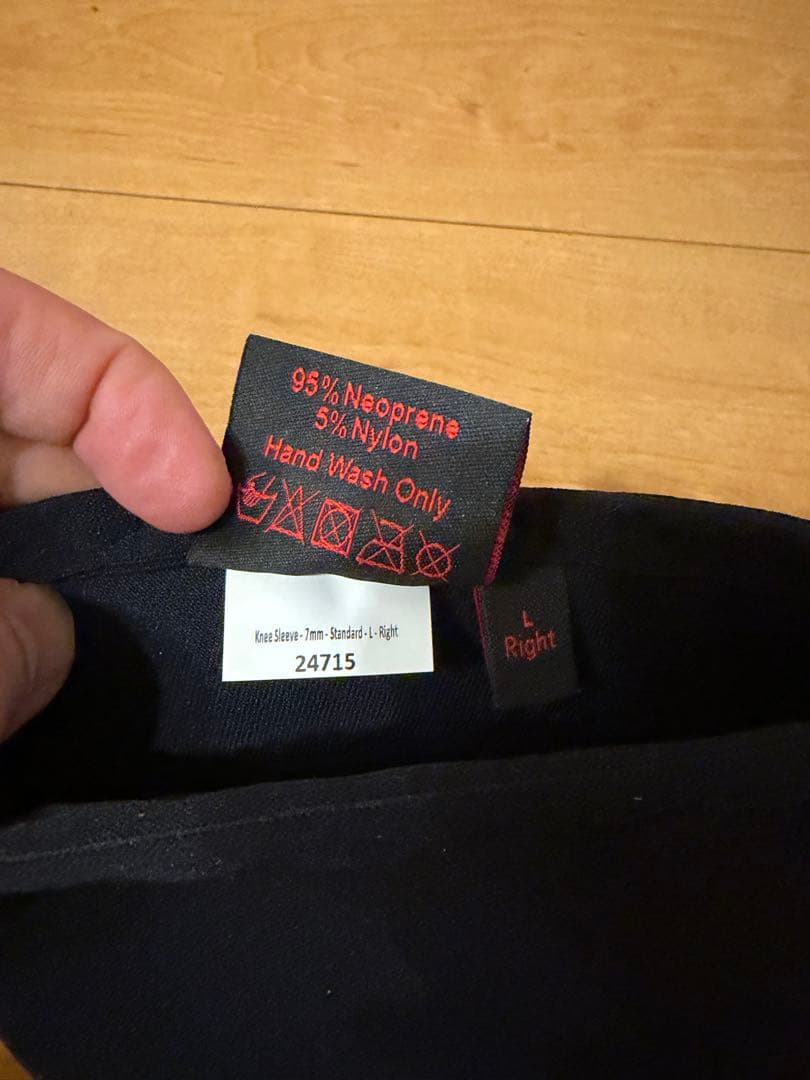 95% Neoprene
5% Nylon
Hand Wash Only
Knee Sleeve - 7mm - Standard - L - Right
24715
L
Right